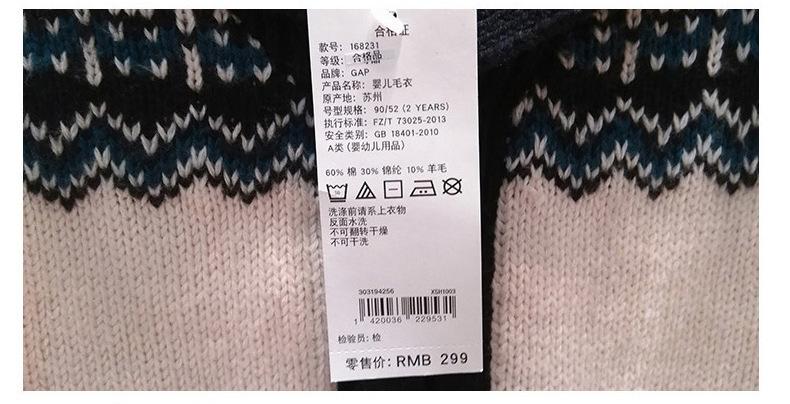 合格证
款号: 168231
等级: 合格品
品牌: GAP
产品名称: 婴儿毛衣
原产地: 苏州
号型规格: 90/52 (2 YEARS)
执行标准: FZ/T 73025-2013
安全类别: GB 18401-2010
A类 (婴幼儿用品)
60% 棉 30% 锦纶 10% 羊毛
洗涤前请系上衣物
反面水洗
不可翻转干燥
不可干洗
303194256 XSH1003
1 420036 229531
检验员: 检
零售价: RMB 299